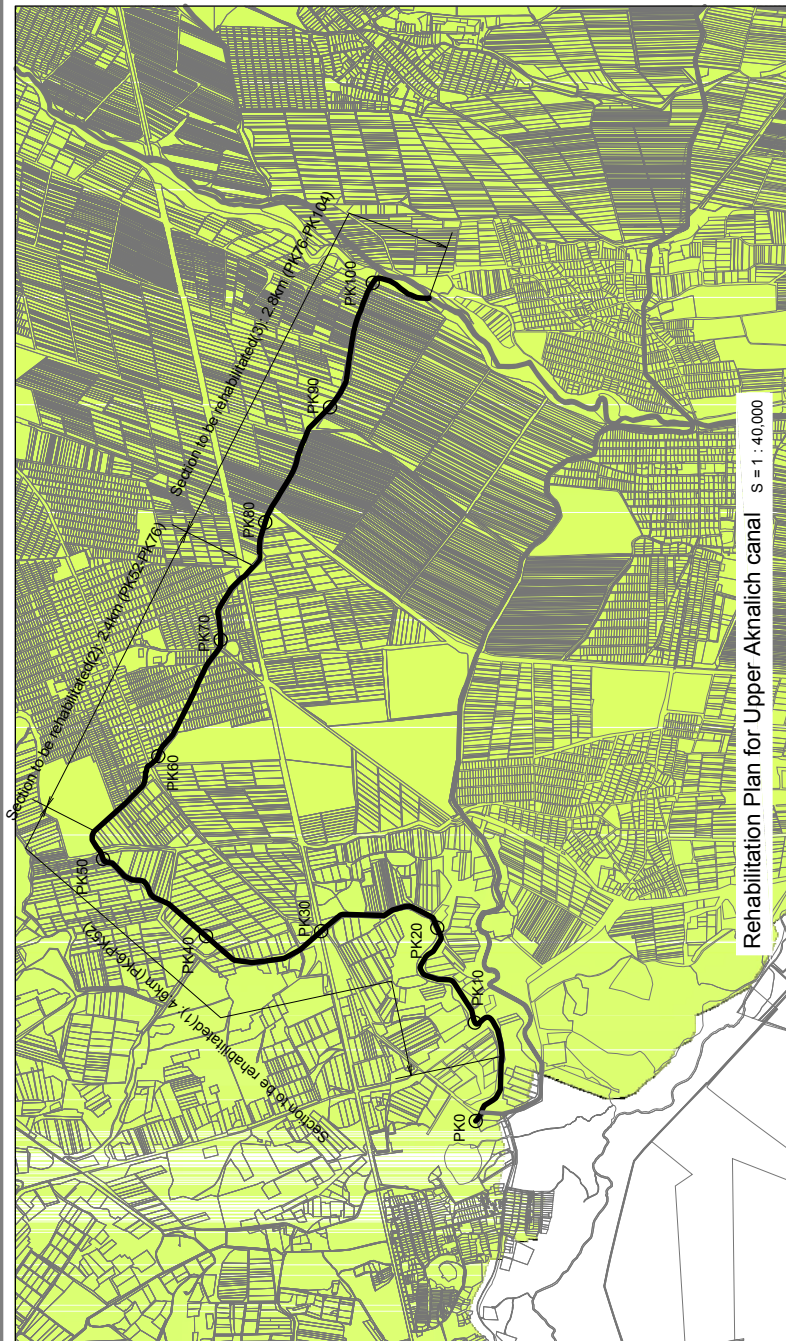 Section to be rehabilitated(1): 4.6km (PK6-PK52)
Section to be rehabilitated(2): 2.4km (PK52-PK76)
Section to be rehabilitated(3): 2.8km (PK76-PK104)
PK0
PK10
PK20
PK30
PK40
PK50
PK60
PK70
PK80
PK90
PK100
Rehabilitation Plan for Upper Aknalich canal S = 1 : 40,000